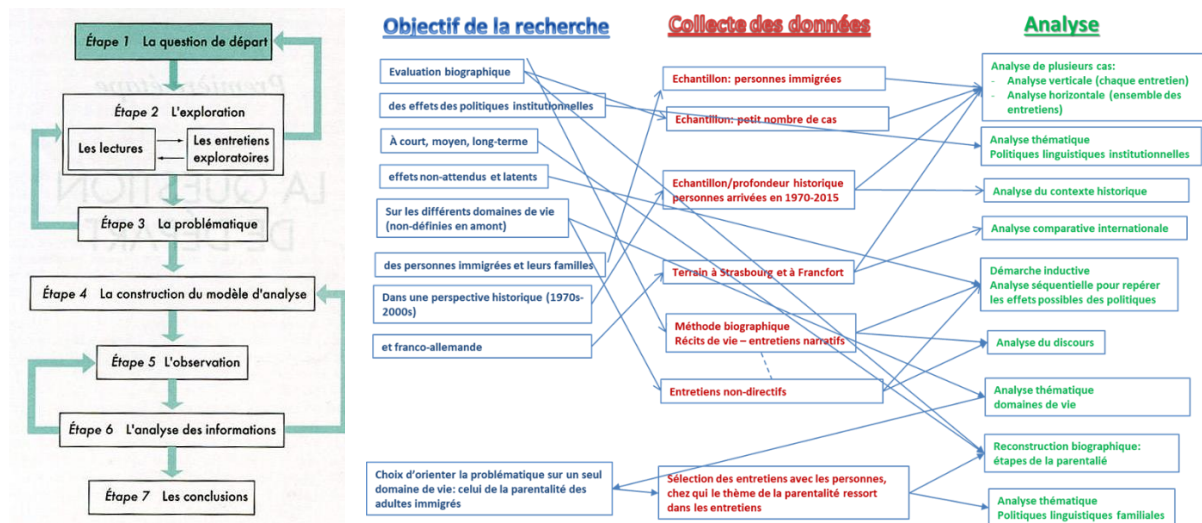 Étape 1 La question de départ
Étape 2 L'exploration
Les lectures
Les entretiens
exploratoires
Étape 3 La problématique
Étape 4 La construction du modèle d'analyse
Étape 5 L'observation
Étape 6 L'analyse des informations
Étape 7 Les conclusions
Première étape
LA QUESTION
DE DÉPART
Objectif de la recherche
Evaluation biographique
des effets des politiques institutionnelles
À court, moyen, long-terme
effets non-attendus et latents
Sur les différents domaines de vie
(non-définies en amont)
des personnes immigrées et leurs familles
Dans une perspective historique (1970s-
2000s)
et franco-allemande
Choix d'orienter la problématique sur un seul
domaine de vie: celui de la parentalité des
adultes immigrés
Collecte des données
Echantillon: personnes immigrées
Echantillon: petit nombre de cas
Echantillon/profondeur historique
personnes arrivées en 1970-2015
Terrain à Strasbourg et à Francfort
Méthode biographique
Récits de vie – entretiens narratifs
Entretiens non-directifs
Sélection des entretiens avec les personnes,
chez qui le thème de la parentalité ressort
dans les entretiens
Analyse
Analyse de plusieurs cas:
- Analyse verticale (chaque entretien)
- Analyse horizontale (ensemble des
entretiens)
Analyse thématique
Politiques linguistiques institutionnelles
Analyse du contexte historique
Analyse comparative internationale
Démarche inductive
Analyse séquentielle pour repérer
les effets possibles des politiques
Analyse du discours
Analyse thématique
domaines de vie
Reconstruction biographique:
étapes de la parentalié
Analyse thématique
Politiques linguistiques familiales